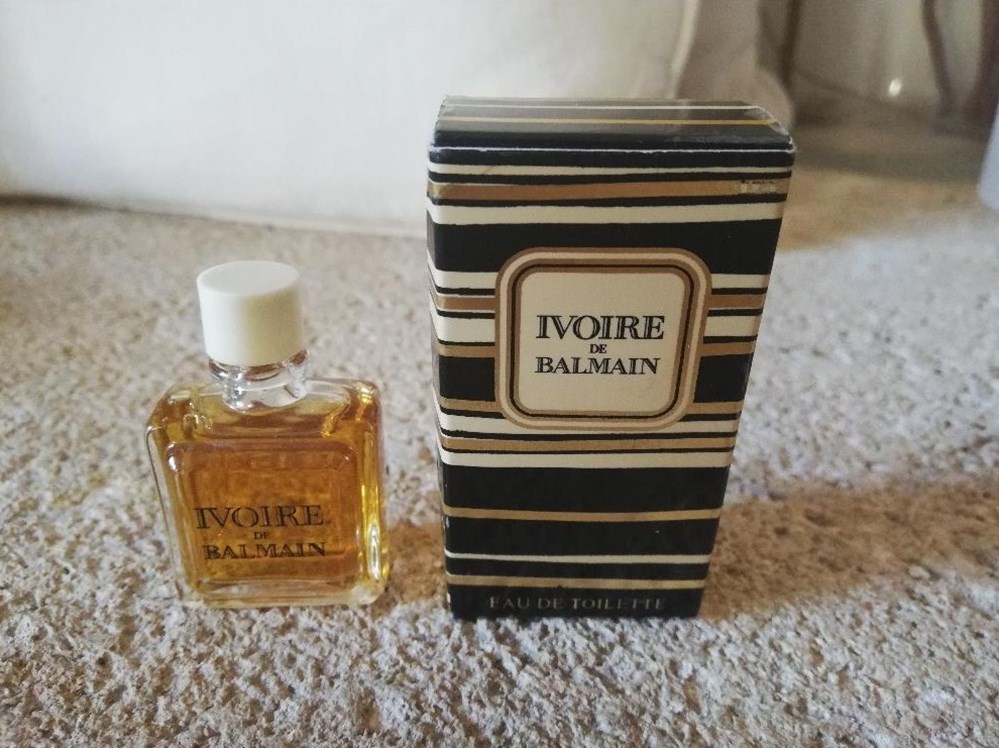 IVOIRE
DE
BALMAIN
IVOIRE
DE
BALMAIN
EAU DE TOILETTE